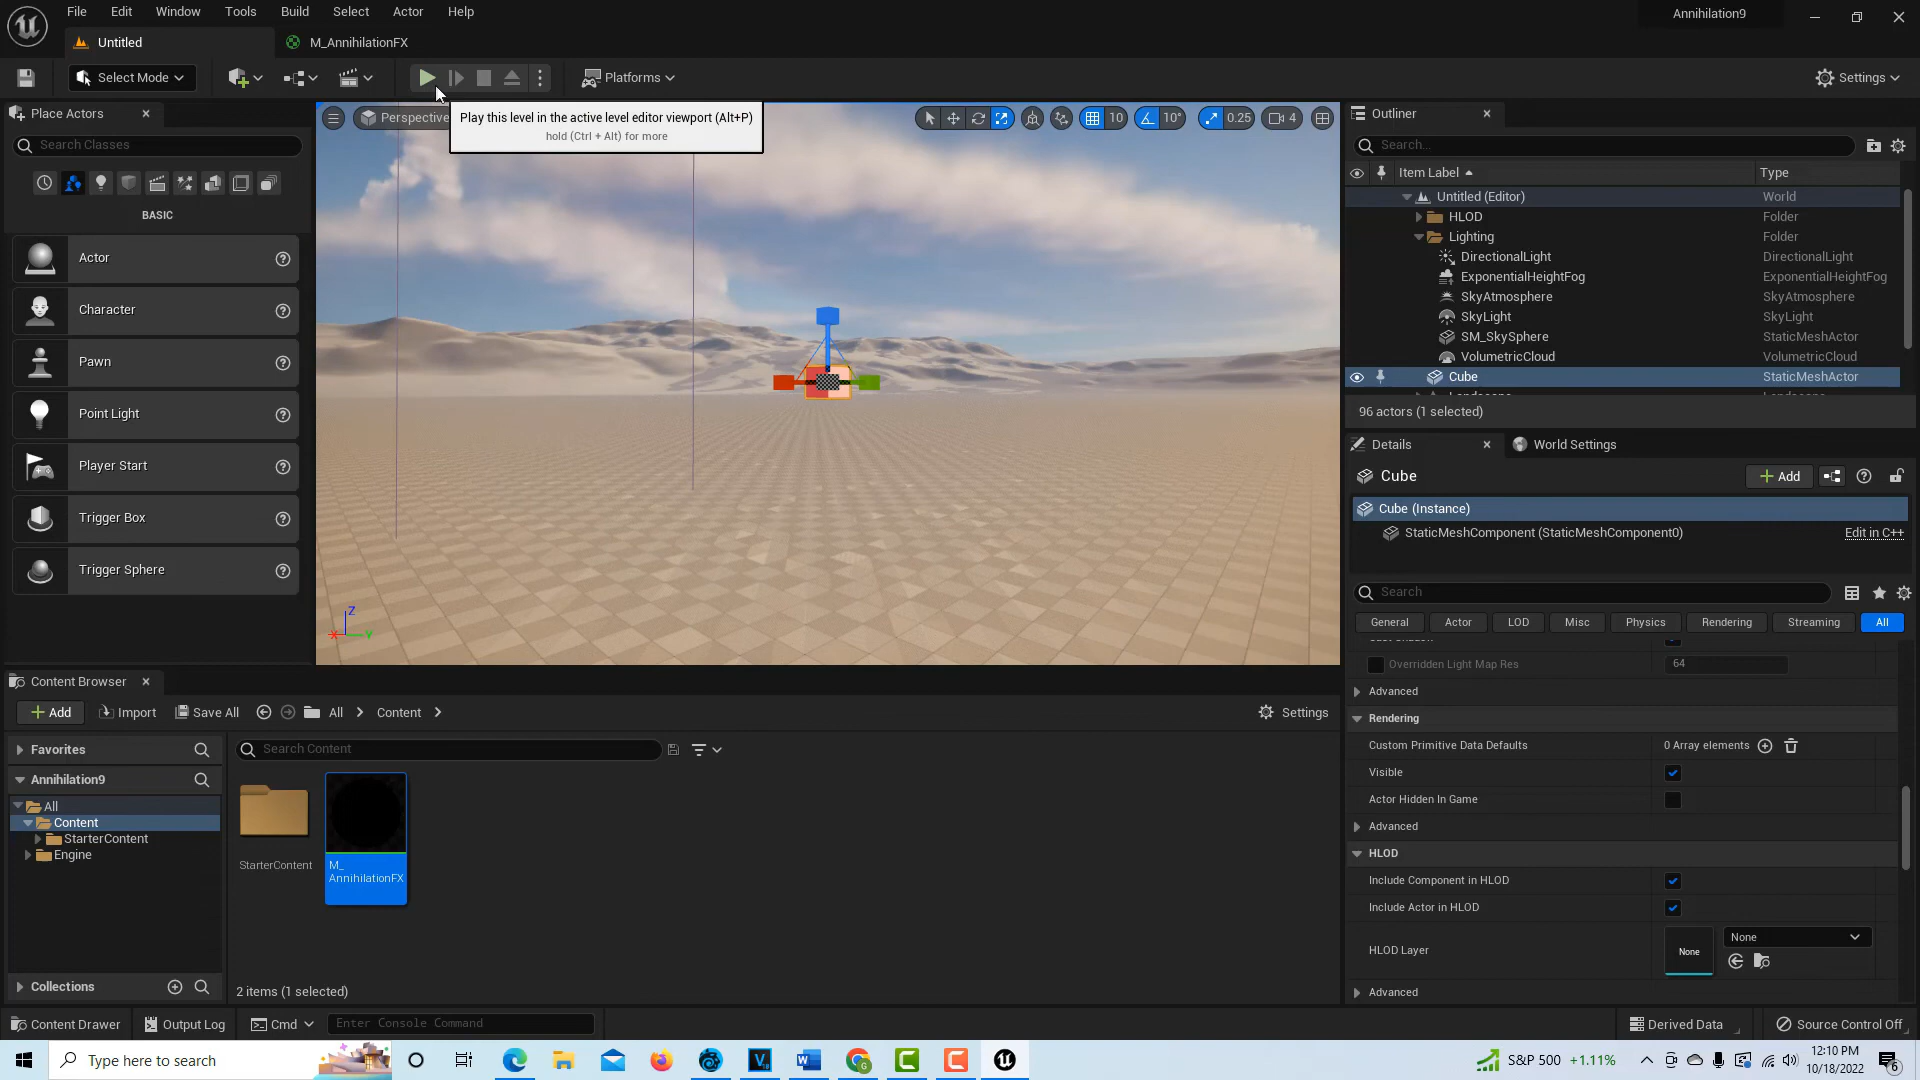 File Edit Window Tools Build Select Actor Help
Annihilation9
Untitled
M_AnnihilationFX
Select Mode
Platforms
Settings
Place Actors
Search Classes
BASIC
Actor
Character
Pawn
Point Light
Player Start
Trigger Box
Trigger Sphere
Perspective
Play this level in the active level editor viewport (Alt+P)
hold (Ctrl + Alt) for more
10
10°
0.25
4
Z
X
Y
Outliner
Search...
Item Label
Type
Untitled (Editor) World
HLOD Folder
Lighting Folder
DirectionalLight DirectionalLight
ExponentialHeightFog ExponentialHeightFog
SkyAtmosphere SkyAtmosphere
SkyLight SkyLight
SM_SkySphere StaticMeshActor
VolumetricCloud VolumetricCloud
Cube StaticMeshActor
96 actors (1 selected)
Details
World Settings
Cube
Add
Cube (Instance)
StaticMeshComponent (StaticMeshComponent0)
Edit in C++
Search
General Actor LOD Misc Physics Rendering Streaming All
Overridden Light Map Res 64
Advanced
Rendering
Custom Primitive Data Defaults 0 Array elements
Visible
Actor Hidden In Game
Advanced
HLOD
Include Component in HLOD
Include Actor in HLOD
HLOD Layer
None
None
Advanced
Content Browser
Add
Import
Save All
All
Content
Settings
Favorites
Annihilation9
All
Content
StarterContent
Engine
Collections
Search Content
StarterContent
M_
AnnihilationFX
2 items (1 selected)
Content Drawer
Output Log
Cmd
Enter Console Command
Derived Data
Source Control Off
Type here to search
S&P 500 +1.11%
12:10 PM
10/18/2022
6